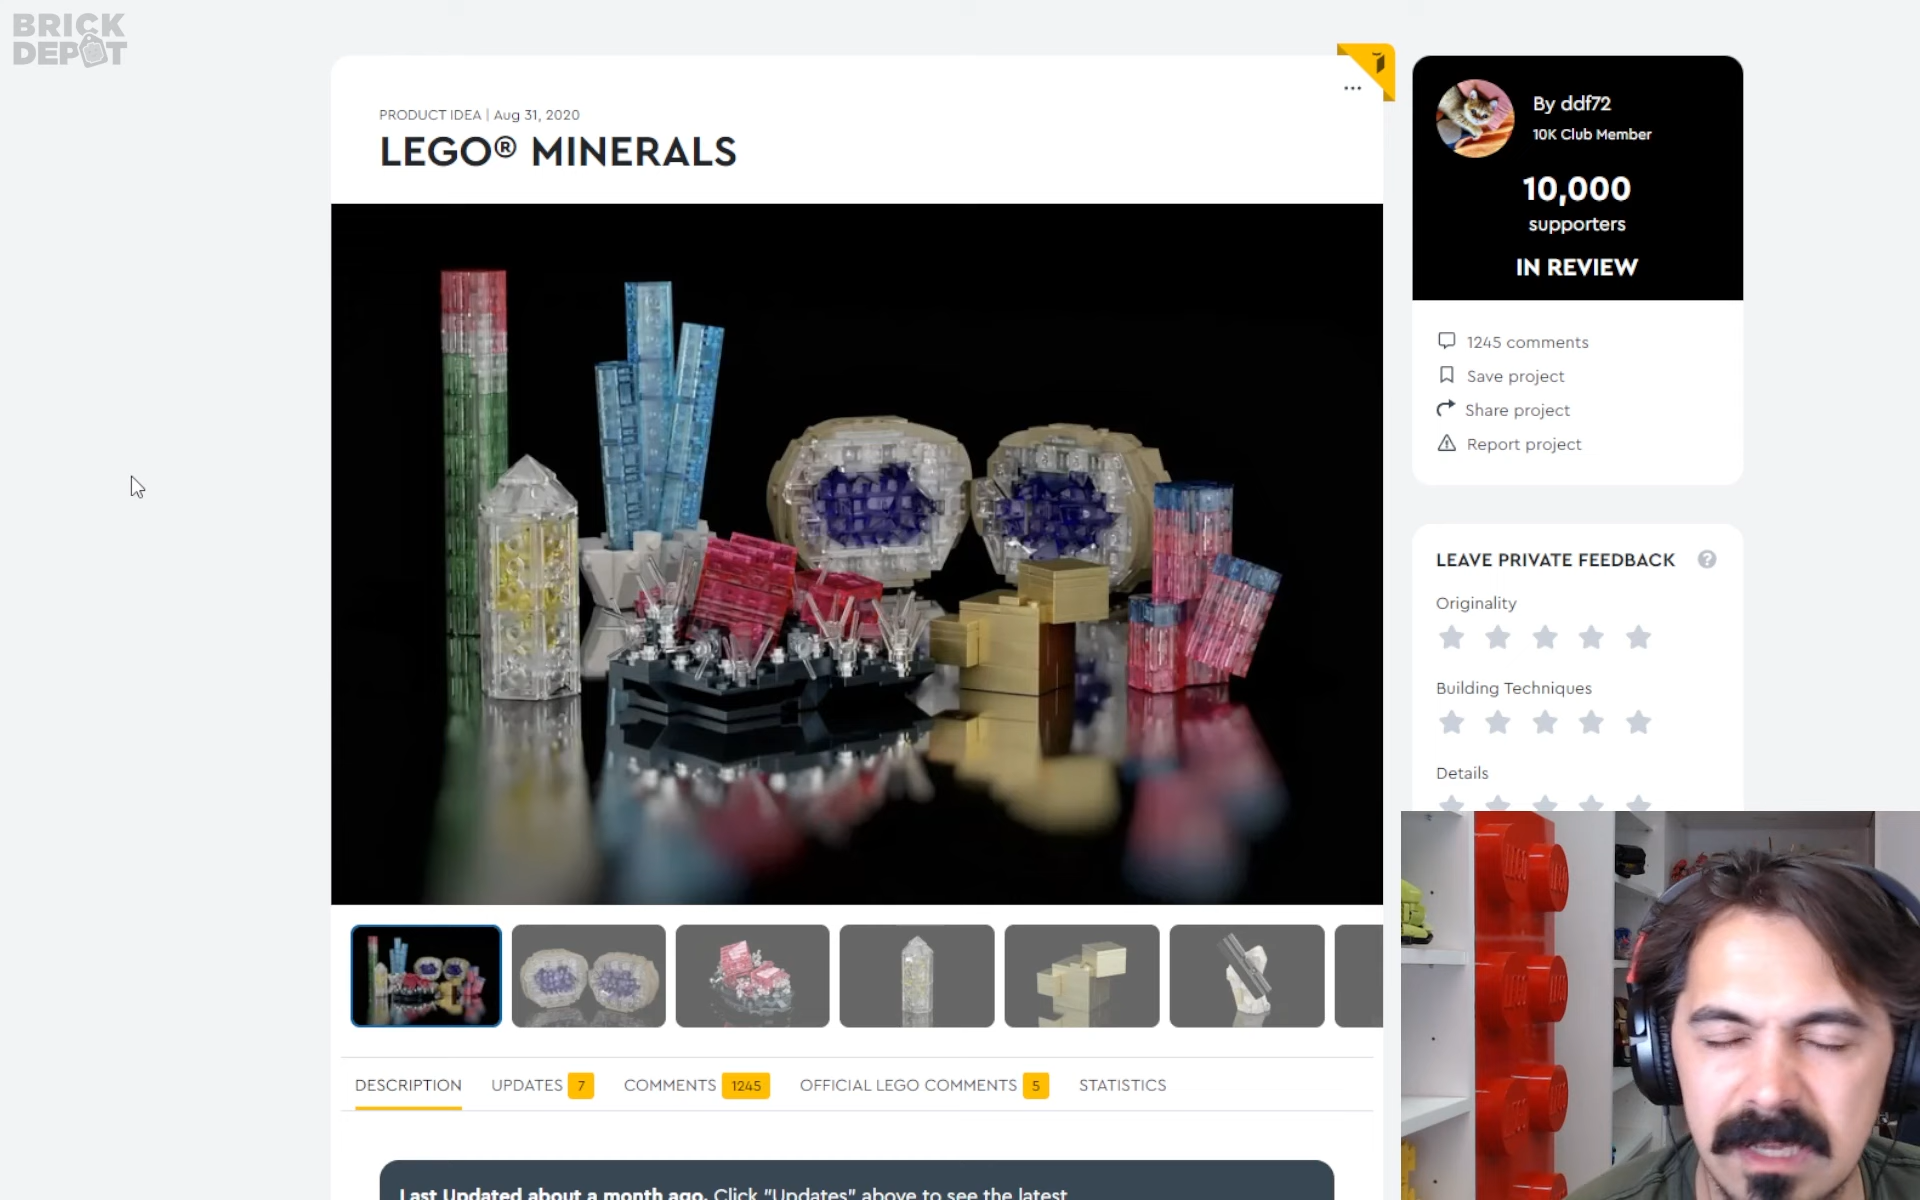 BRICK
DEPOT
PRODUCT IDEA | Aug 31, 2020
LEGO® MINERALS
...
By ddf72
10K Club Member
10,000
supporters
IN REVIEW
1245 comments
Save project
Share project
Report project
LEAVE PRIVATE FEEDBACK ?
Originality
Building Techniques
Details
DESCRIPTION
UPDATES 7
COMMENTS 1245
OFFICIAL LEGO COMMENTS 5
STATISTICS
Last Updated about a month ago. Click "Updates" above to see the latest.